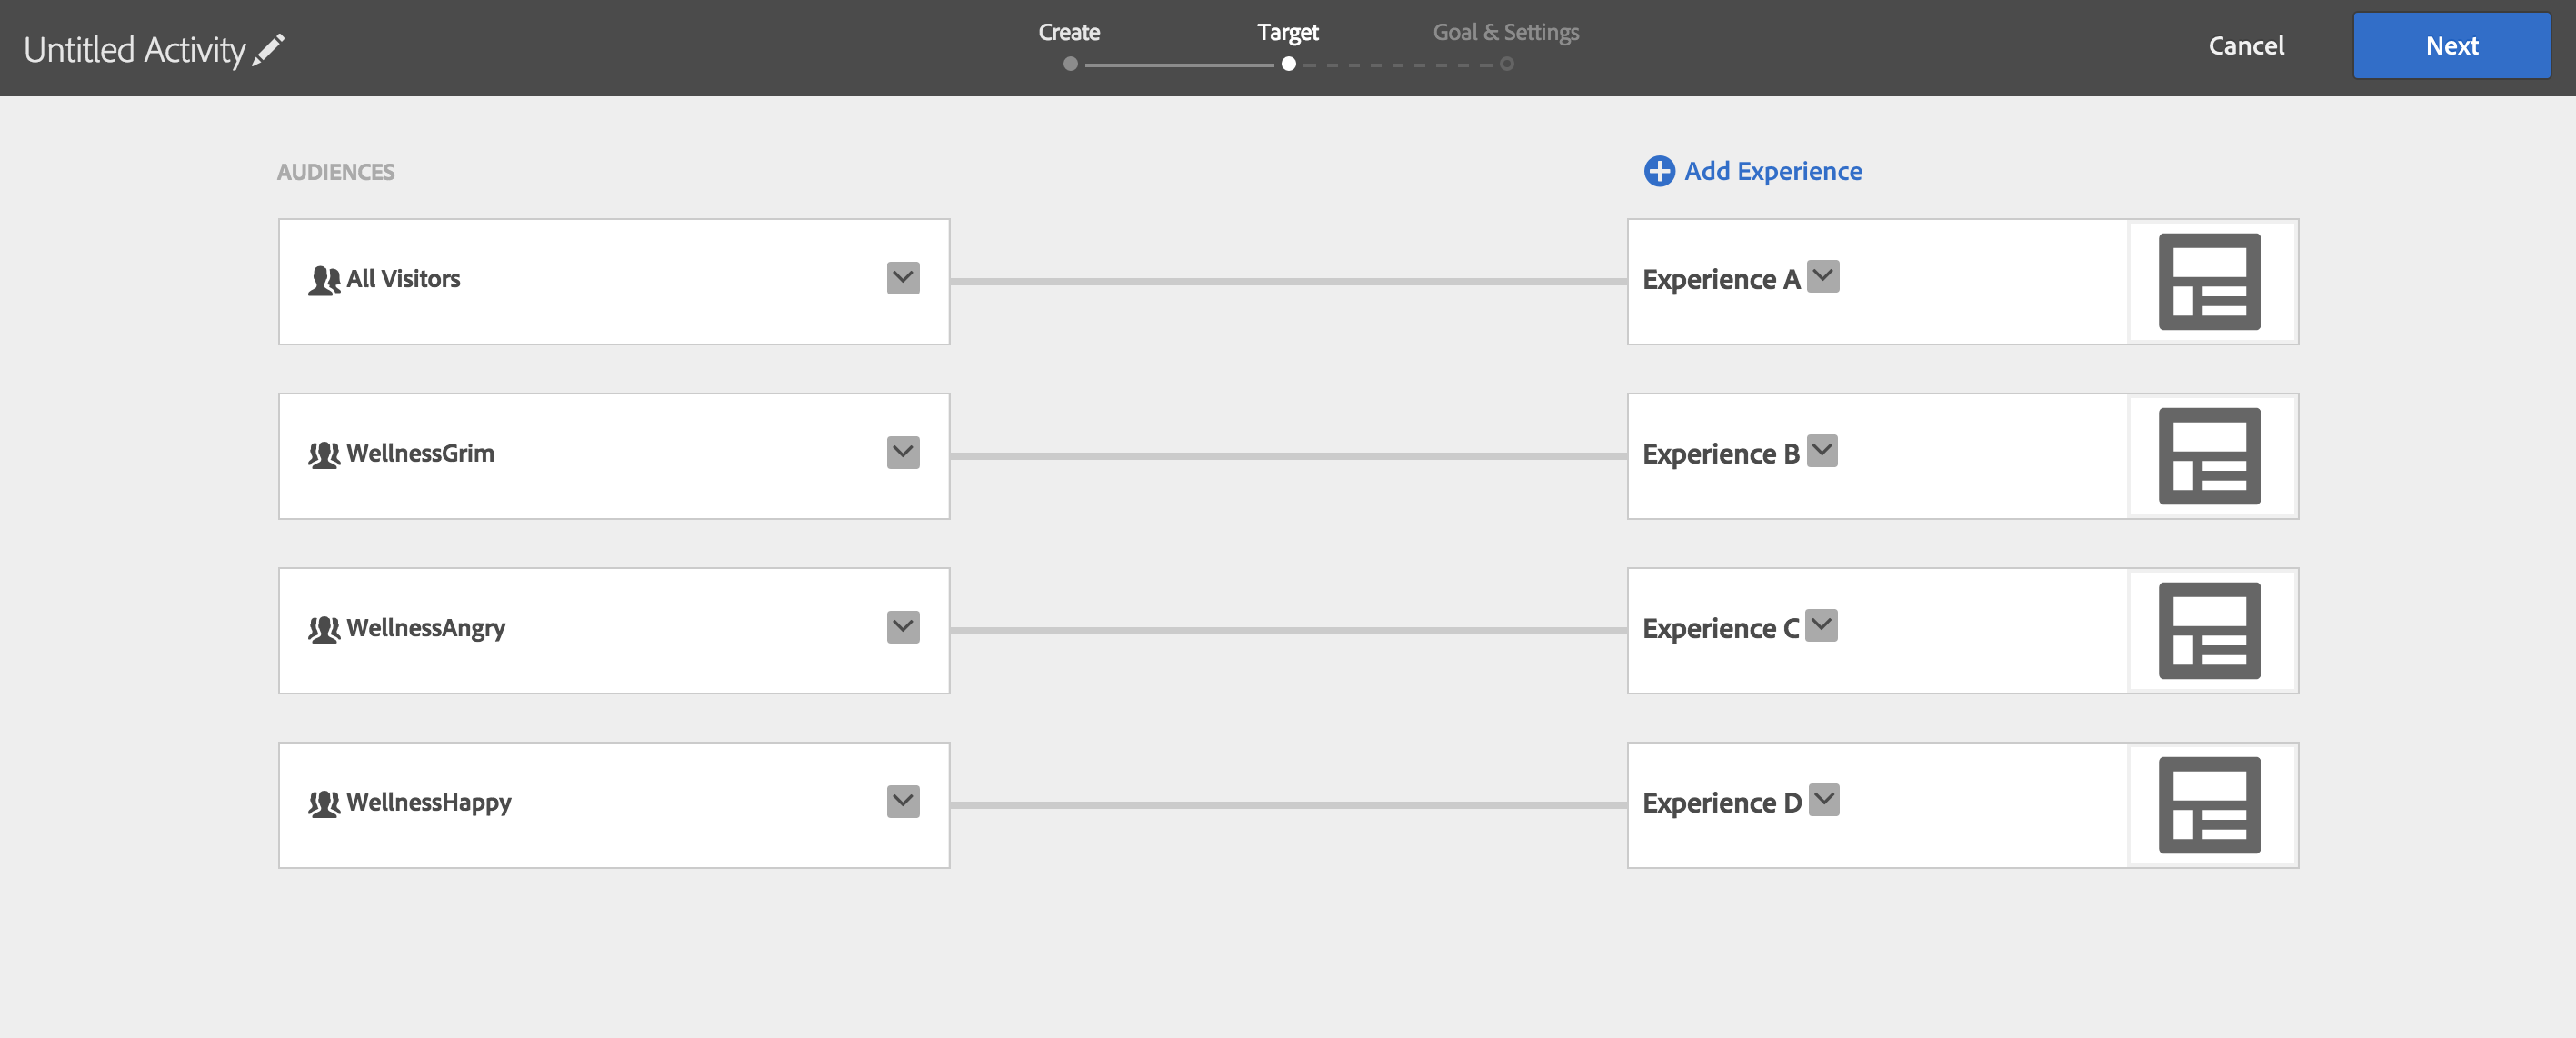 Untitled Activity
Create
Target
Goal & Settings
Cancel
Next
AUDIENCES
Add Experience
All Visitors
Experience A
WellnessGrim
Experience B
WellnessAngry
Experience C
WellnessHappy
Experience D